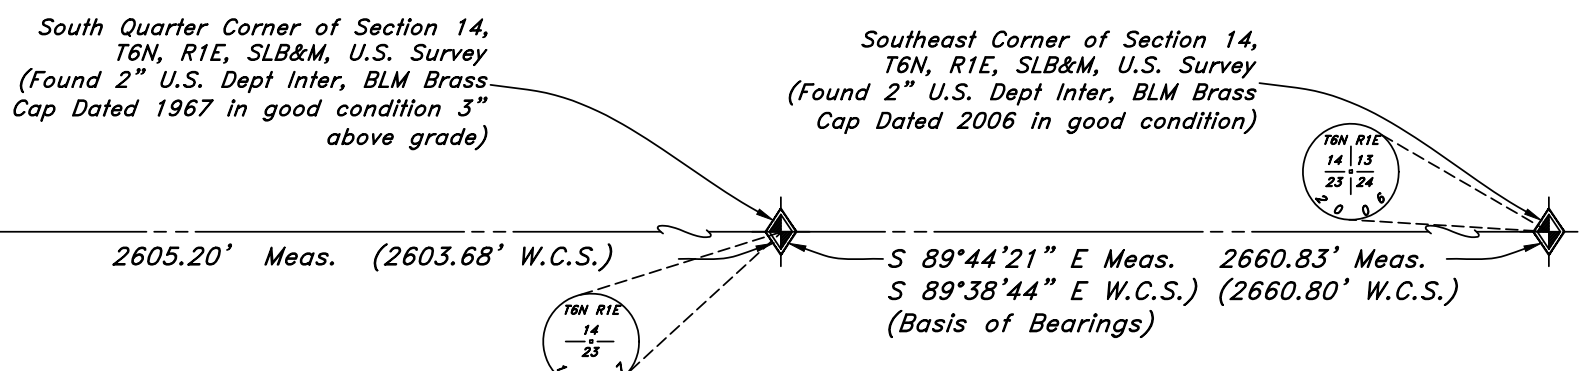 South Quarter Corner of Section 14,
T6N, R1E, SLB&M, U.S. Survey
(Found 2" U.S. Dept Inter, BLM Brass
Cap Dated 1967 in good condition 3"
above grade)
Southeast Corner of Section 14,
T6N, R1E, SLB&M, U.S. Survey
(Found 2" U.S. Dept Inter, BLM Brass
Cap Dated 2006 in good condition)
T6N R1E
14 13
23 24
2006
2605.20' Meas. (2603.68' W.C.S.)
S 89°44'21" E Meas. 2660.83' Meas.
S 89°38'44" E W.C.S.) (2660.80' W.C.S.)
(Basis of Bearings)
T6N R1E
14
23